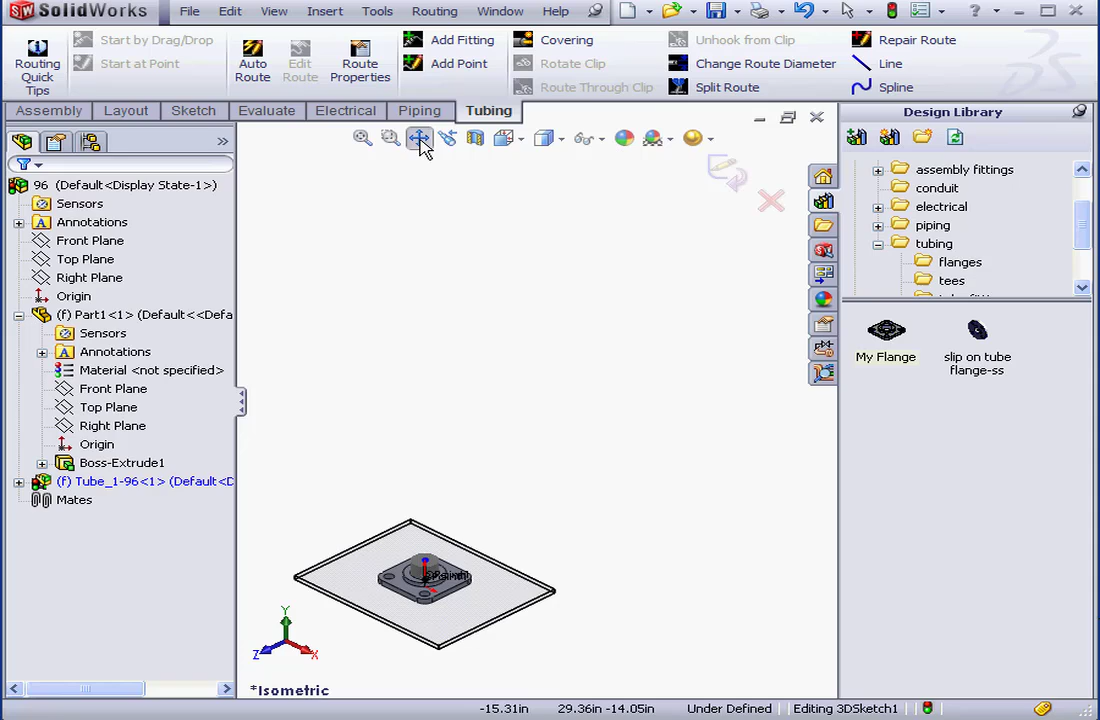 SolidWorks File Edit View Insert Tools Routing Window Help ?
Routing Quick Tips
Start by Drag/Drop
Start at Point
Auto Route
Edit Route
Route Properties
Add Fitting
Add Point
Covering
Rotate Clip
Route Through Clip
Unhook from Clip
Change Route Diameter
Split Route
Repair Route
Line
Spline
Assembly Layout Sketch Evaluate Electrical Piping Tubing
Design Library
96 (Default<Display State-1>)
Sensors
Annotations
Front Plane
Top Plane
Right Plane
Origin
(f) Part1<1> (Default<<Defa
Sensors
Annotations
Material <not specified>
Front Plane
Top Plane
Right Plane
Origin
Boss-Extrude1
(f) Tube_1-96<1> (Default<D
Mates
assembly fittings
conduit
electrical
piping
tubing
flanges
tees
My Flange
slip on tube flange-ss
Y
Z
X
*Isometric
-15.31in 29.36in -14.05in Under Defined Editing 3DSketch1